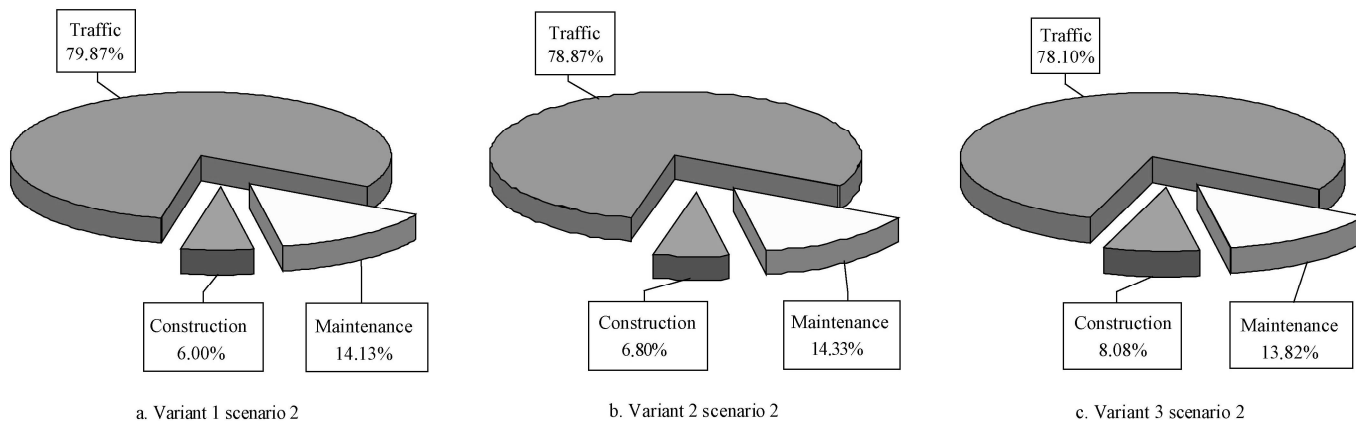 Traffic
79.87%
Construction
6.00%
Maintenance
14.13%
a. Variant 1 scenario 2
Traffic
78.87%
Construction
6.80%
Maintenance
14.33%
b. Variant 2 scenario 2
Traffic
78.10%
Construction
8.08%
Maintenance
13.82%
c. Variant 3 scenario 2